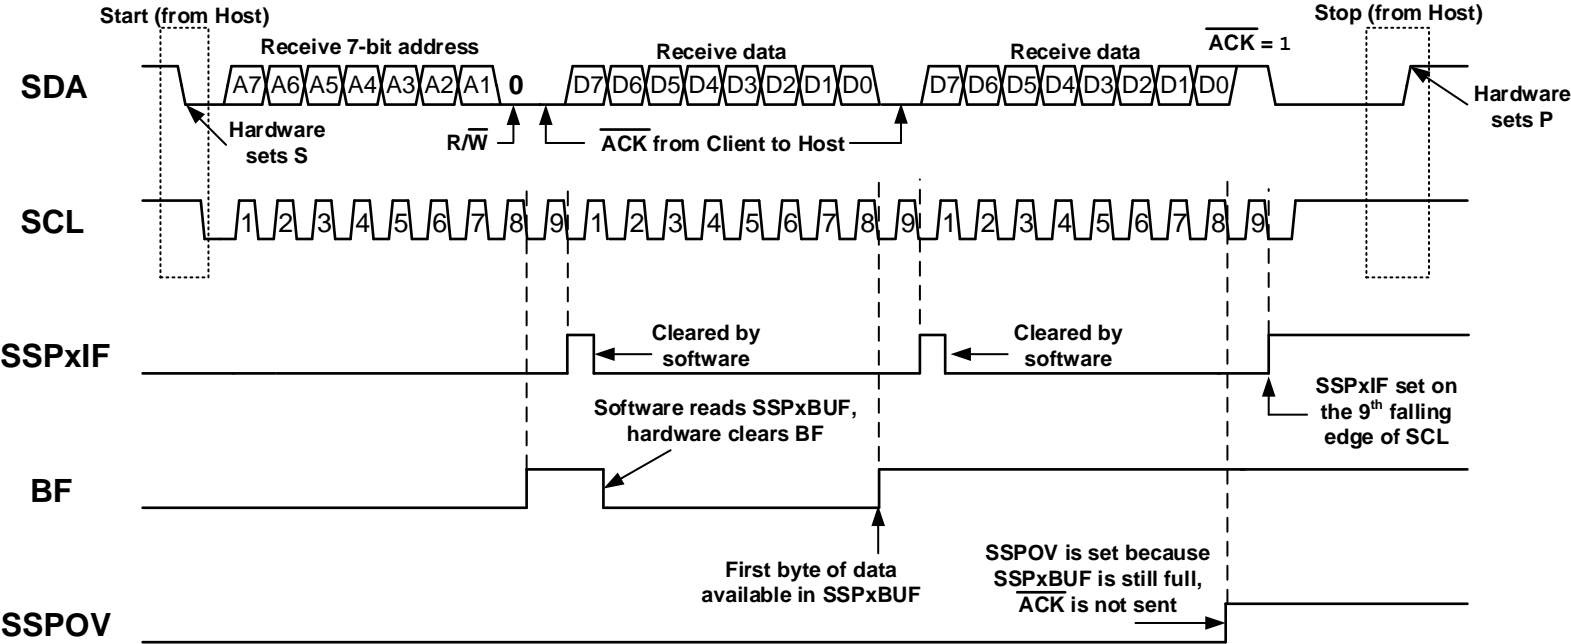 Start (from Host)
Stop (from Host)
Receive 7-bit address
Receive data
Receive data
ACK = 1
SDA
A7 A6 A5 A4 A3 A2 A1 0 D7 D6 D5 D4 D3 D2 D1 D0 D7 D6 D5 D4 D3 D2 D1 D0
Hardware
sets S
R/W
ACK from Client to Host
Hardware
sets P
SCL
1 2 3 4 5 6 7 8 9 1 2 3 4 5 6 7 8 9 1 2 3 4 5 6 7 8 9
SSPxIF
Cleared by
software
Cleared by
software
SSPxIF set on
the 9th falling
edge of SCL
Software reads SSPxBUF,
hardware clears BF
BF
First byte of data
available in SSPxBUF
SSPOV is set because
SSPxBUF is still full,
ACK is not sent
SSPOV